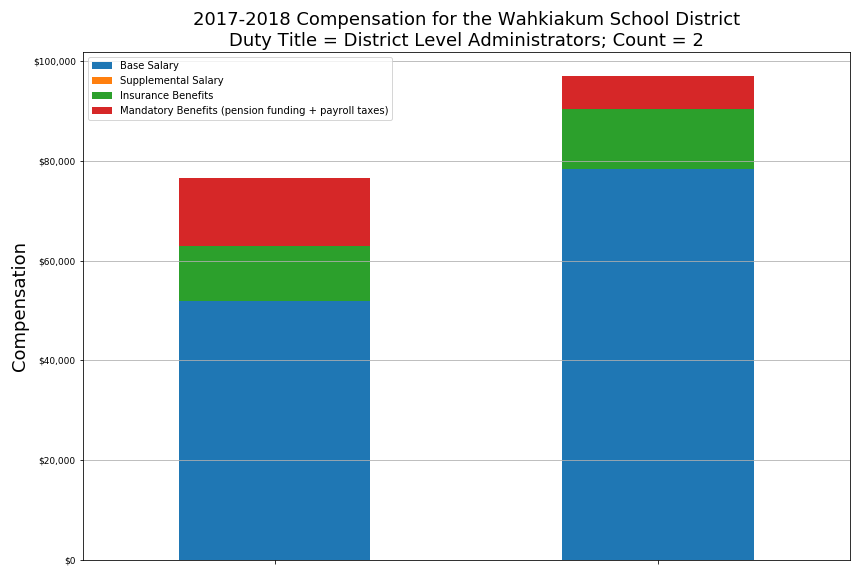 2017-2018 Compensation for the Wahkiakum School District
Duty Title = District Level Administrators; Count = 2
$100,000
Base Salary
Supplemental Salary
Insurance Benefits
Mandatory Benefits (pension funding + payroll taxes)
$80,000
$60,000
$40,000
$20,000
$0
Compensation